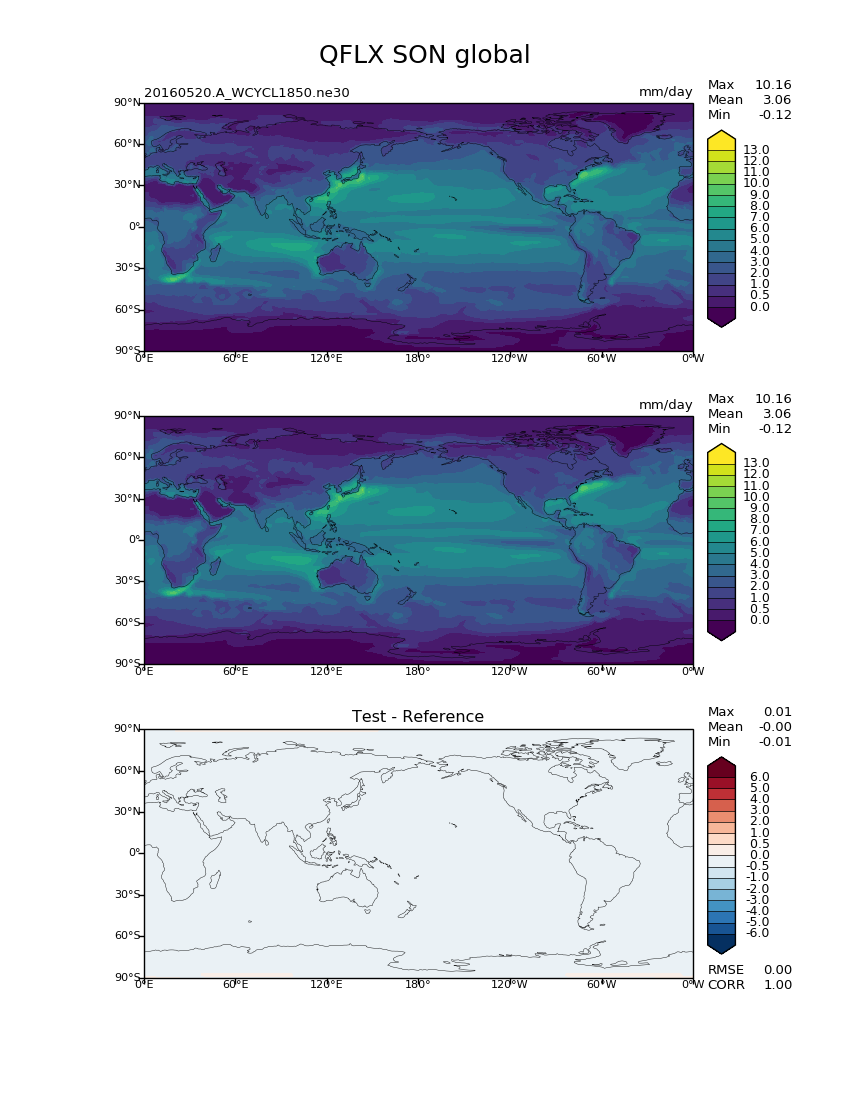 QFLX SON global
20160520.A_WCYCL1850.ne30
mm/day
Max 10.16
Mean 3.06
Min -0.12
90°N
60°N
30°N
0°
30°S
60°S
90°S
0°E 60°E 120°E 180° 120°W 60°W 0°W
13.0
12.0
11.0
10.0
9.0
8.0
7.0
6.0
5.0
4.0
3.0
2.0
1.0
0.5
0.0
mm/day
Max 10.16
Mean 3.06
Min -0.12
90°N
60°N
30°N
0°
30°S
60°S
90°S
0°E 60°E 120°E 180° 120°W 60°W 0°W
13.0
12.0
11.0
10.0
9.0
8.0
7.0
6.0
5.0
4.0
3.0
2.0
1.0
0.5
0.0
Test - Reference
Max 0.01
Mean -0.00
Min -0.01
90°N
60°N
30°N
0°
30°S
60°S
90°S
0°E 60°E 120°E 180° 120°W 60°W 0°W
6.0
5.0
4.0
3.0
2.0
1.0
0.5
0.0
-0.5
-1.0
-2.0
-3.0
-4.0
-5.0
-6.0
RMSE 0.00
CORR 1.00